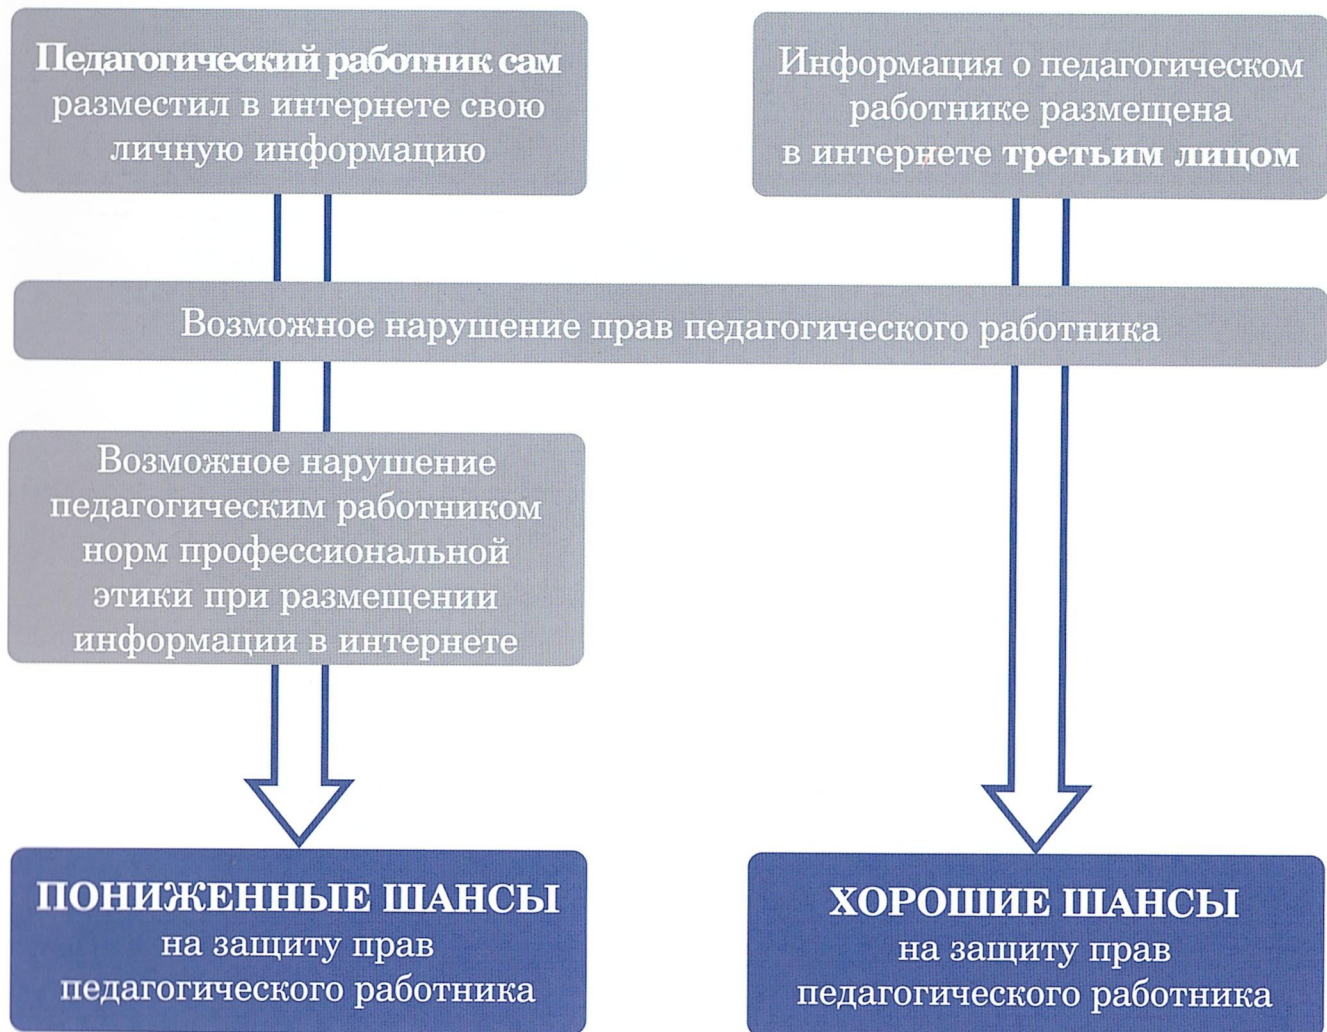 Педагогический работник сам
разместил в интернете свою
личную информацию
Информация о педагогическом
работнике размещена
в интернете третьим лицом
Возможное нарушение прав педагогического работника
Возможное нарушение
педагогическим работником
норм профессиональной
этики при размещении
информации в интернете
ПОНИЖЕННЫЕ ШАНСЫ
на защиту прав
педагогического работника
ХОРОШИЕ ШАНСЫ
на защиту прав
педагогического работника